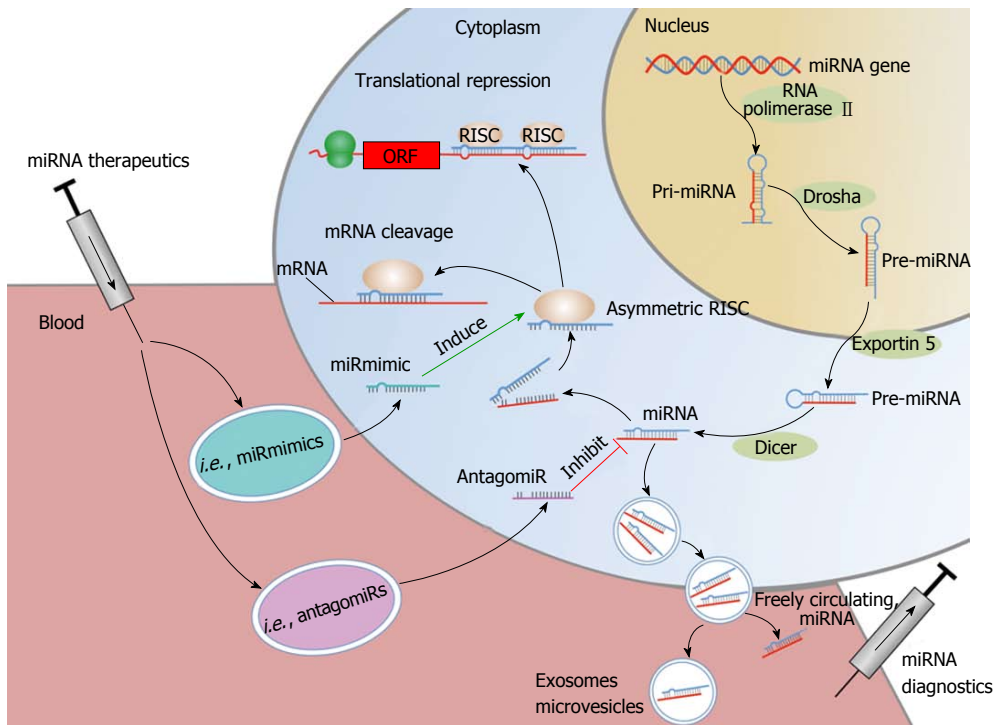 Cytoplasm
Nucleus
miRNA gene
Translational repression
RNA
polimerase II
RISC
RISC
ORF
miRNA therapeutics
Pri-miRNA
Drosha
mRNA cleavage
mRNA
Pre-miRNA
Asymmetric RISC
Blood
Induce
Exportin 5
miRmimic
Pre-miRNA
miRNA
Dicer
i.e., miRmimics
Inhibit
AntagomiR
i.e., antagomiRs
Freely circulating,
miRNA
Exosomes
microvesicles
miRNA
diagnostics